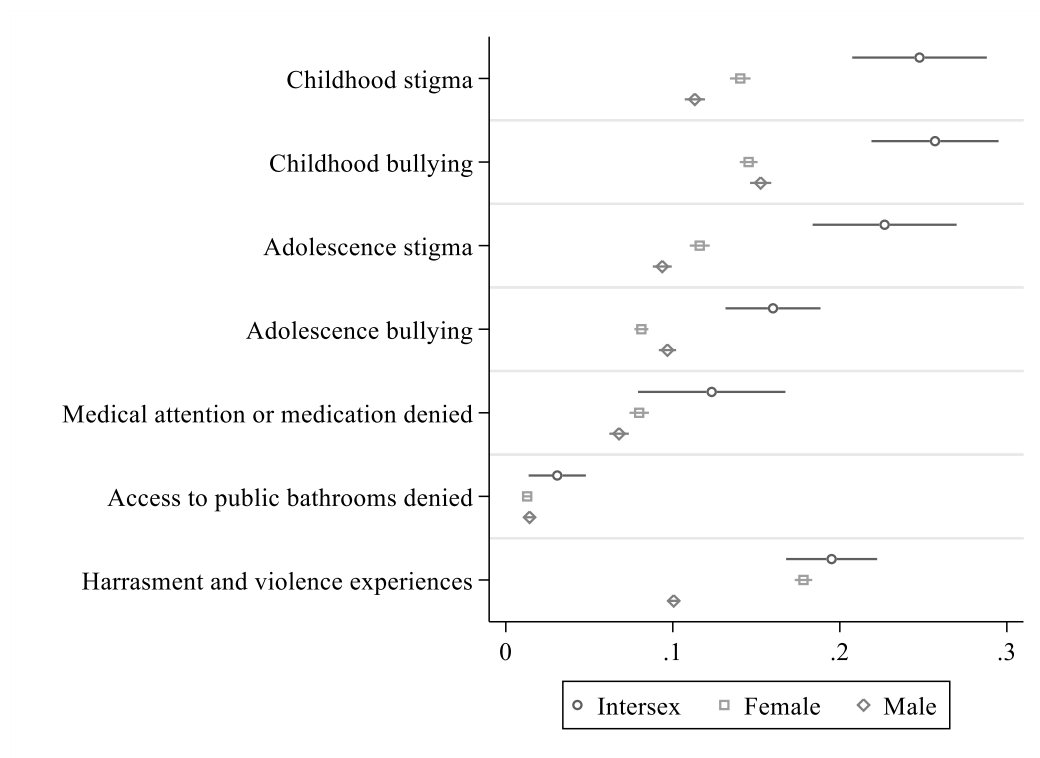 Childhood stigma
Childhood bullying
Adolescence stigma
Adolescence bullying
Medical attention or medication denied
Access to public bathrooms denied
Harrasment and violence experiences
0 .1 .2 .3
Intersex Female Male